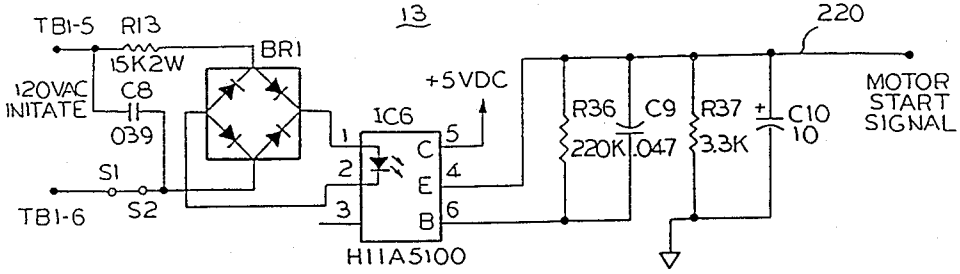 13
220
TB1-5
R13
15K2W
BR1
120VAC
INITATE
C8
.039
+5VDC
IC6
1
2
3
5
4
6
C
E
B
H11A5100
S1
S2
TB1-6
R36
220K
C9
.047
R37
3.3K
+
C10
10
MOTOR
START
SIGNAL